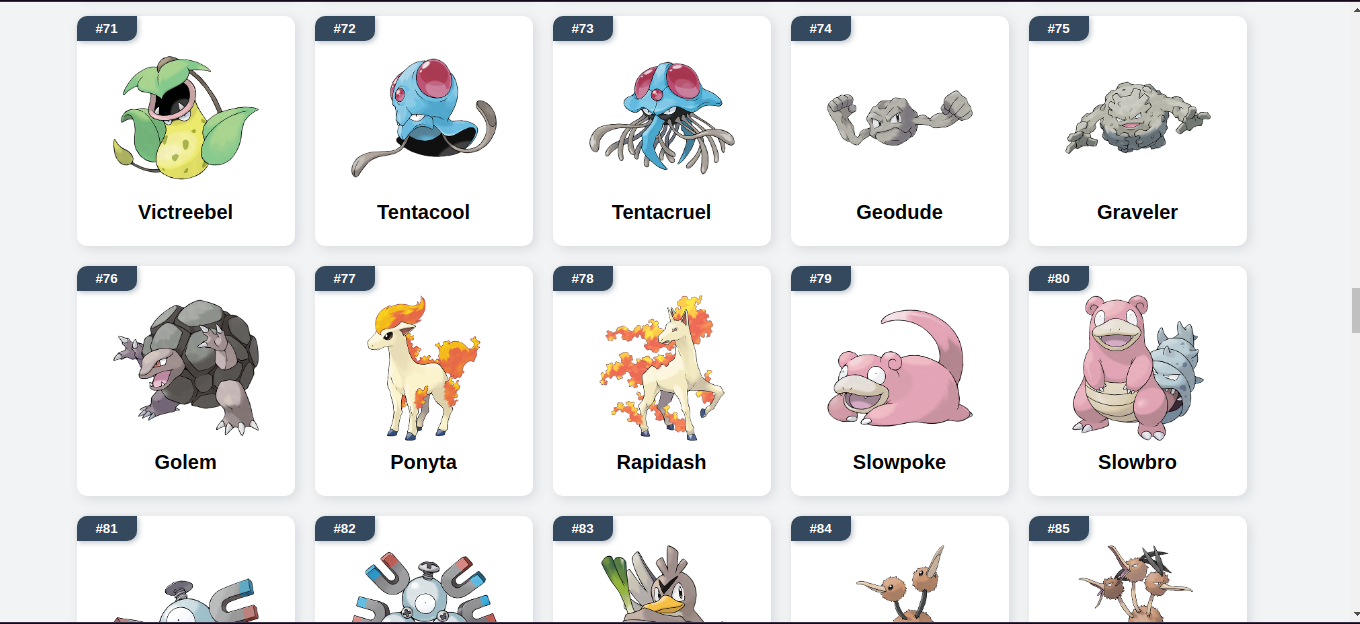 #71
#72
#73
#74
#75
Victreebel
Tentacool
Tentacruel
Geodude
Graveler
#76
#77
#78
#79
#80
Golem
Ponyta
Rapidash
Slowpoke
Slowbro
#81
#82
#83
#84
#85